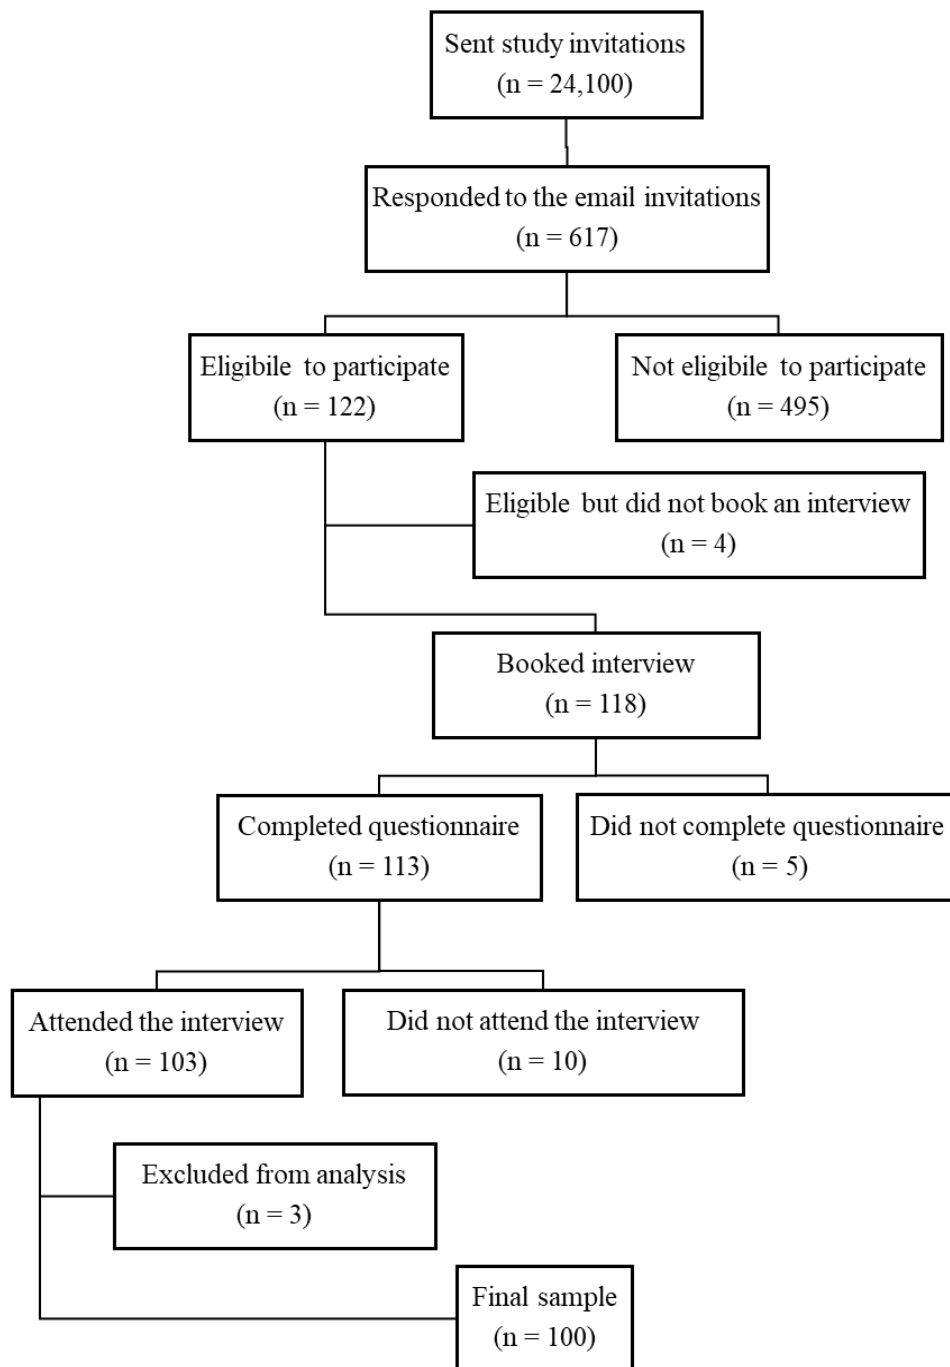 Sent study invitations
(n = 24,100)
Responded to the email invitations
(n = 617)
Eligibile to participate
(n = 122)
Not eligibile to participate
(n = 495)
Eligible but did not book an interview
(n = 4)
Booked interview
(n = 118)
Completed questionnaire
(n = 113)
Did not complete questionnaire
(n = 5)
Attended the interview
(n = 103)
Did not attend the interview
(n = 10)
Excluded from analysis
(n = 3)
Final sample
(n = 100)